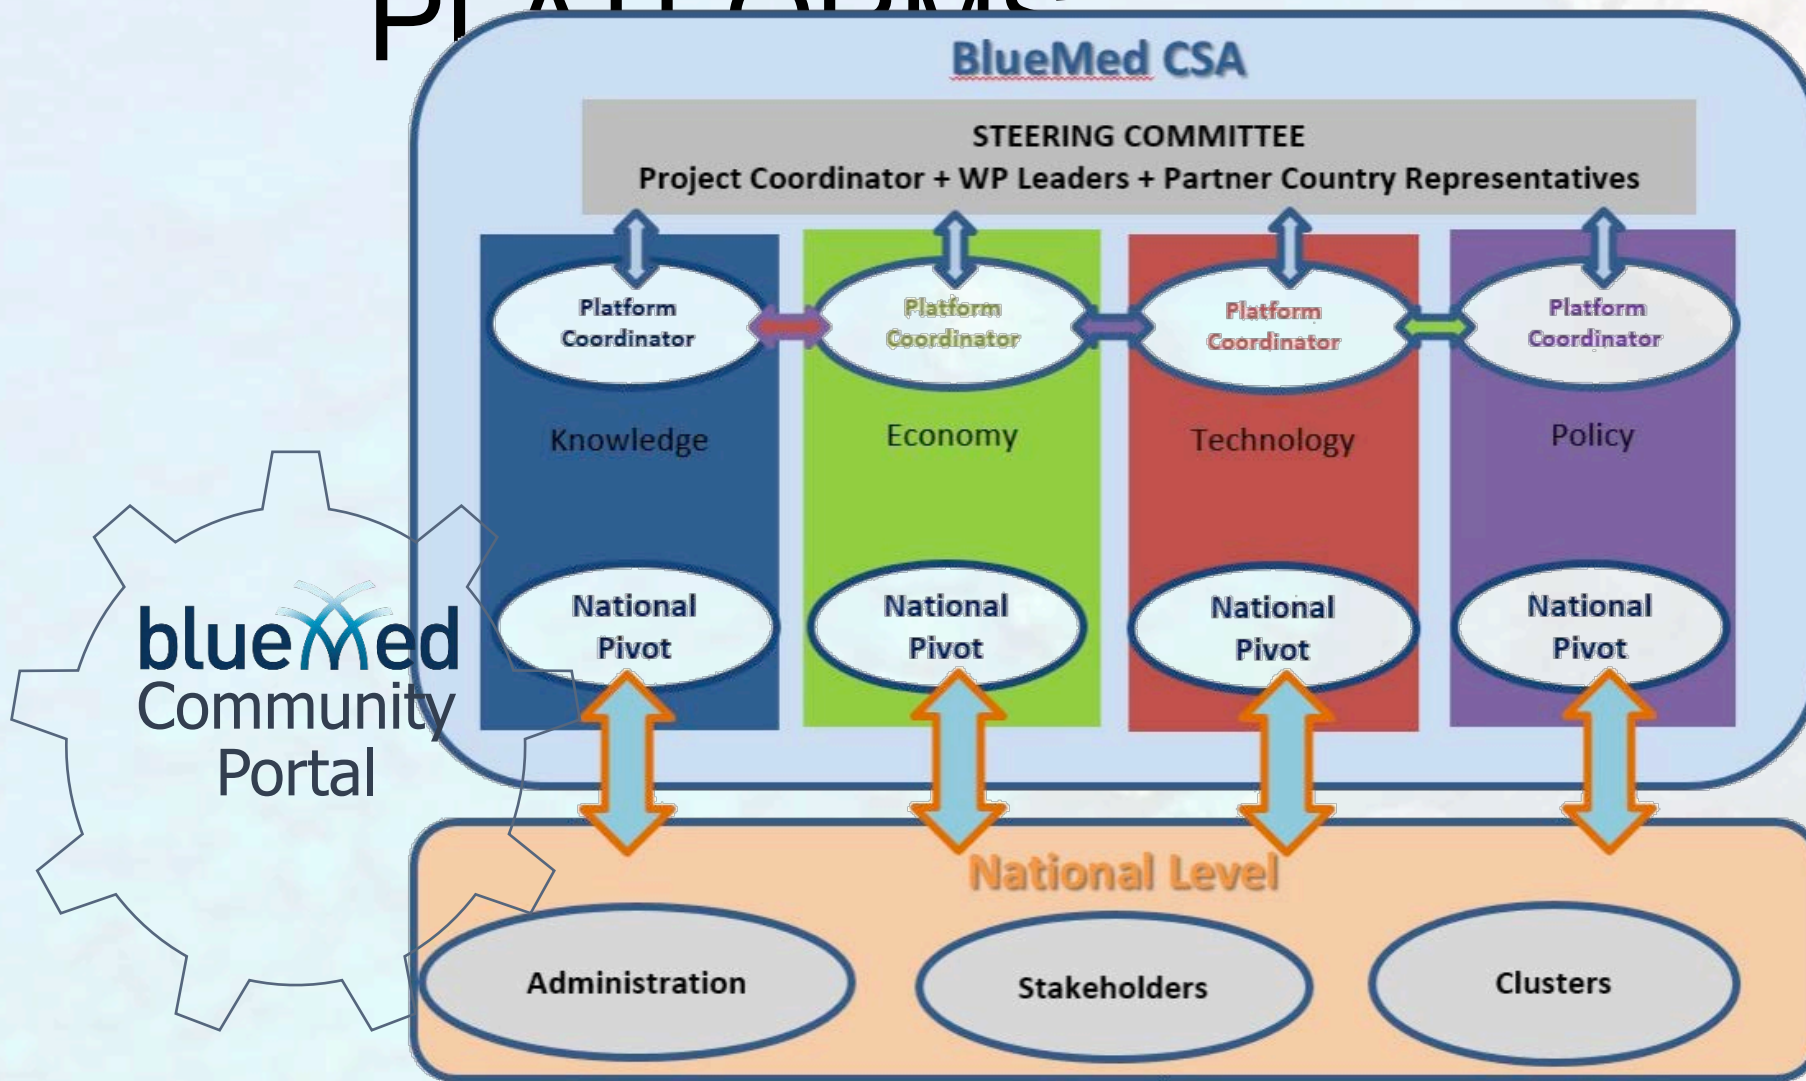 PLATFORMS
BlueMed CSA
STEERING COMMITTEE
Project Coordinator + WP Leaders + Partner Country Representatives
Platform
Coordinator
Platform
Coordinator
Platform
Coordinator
Platform
Coordinator
Knowledge
Economy
Technology
Policy
National
Pivot
National
Pivot
National
Pivot
National
Pivot
bluemed
Community
Portal
National Level
Administration
Stakeholders
Clusters